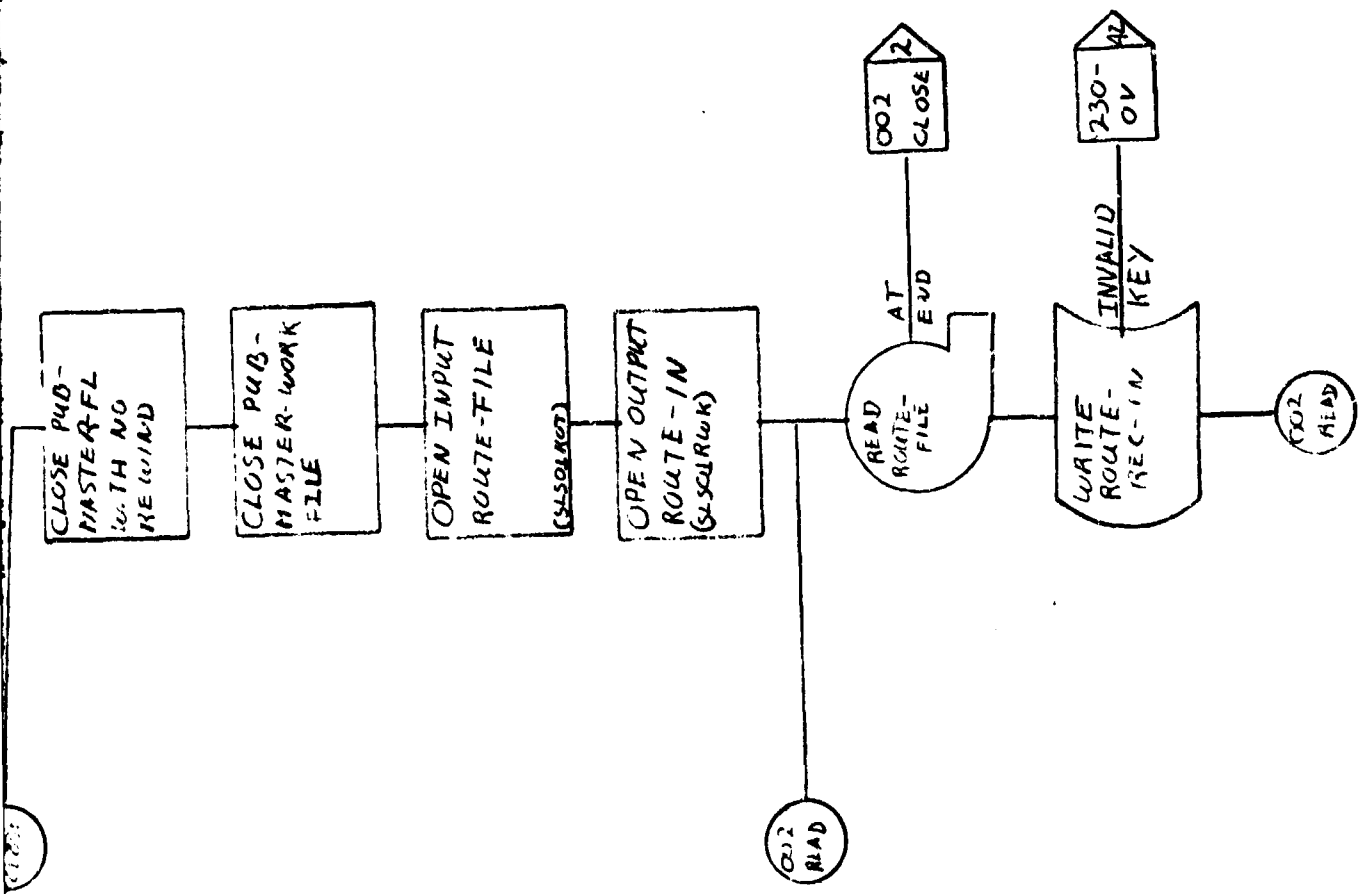 CLOSE PUB-
MASTER-FL
WITH NO
REWIND
CLOSE PUB-
MASTER-WORK
FILE
OPEN INPUT
ROUTE-FILE
OPEN OUTPUT
ROUTE-IN
002
READ
READ
ROUTE-
FILE
AT
END
002
CLOSE
2
WRITE
ROUTE-
REC-IN
INVALID
KEY
230-
OV
42
002
READ